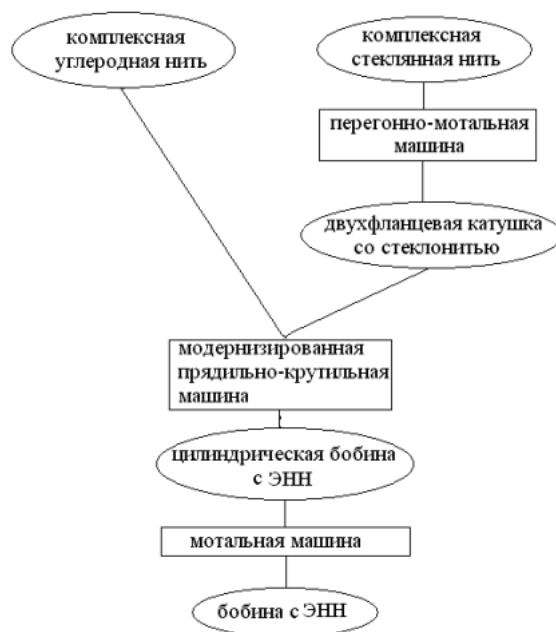 комплексная
углеродная нить
комплексная
стеклянная нить
перегонно-мотальная
машина
двухфланцевая катушка
со стеклонитью
модернизированная
прядильно-крутильная
машина
цилиндрическая бобина
с ЭНН
мотальная машина
бобина с ЭНН